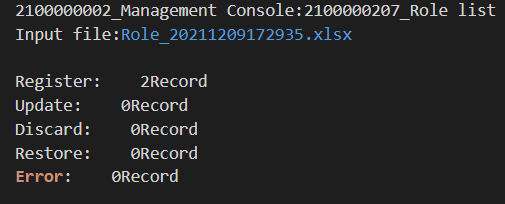 2100000002_Management Console:2100000207_Role list
Input file:Role_20211209172935.xlsx
Register:    2Record
Update:    0Record
Discard:    0Record
Restore:    0Record
Error:    0Record